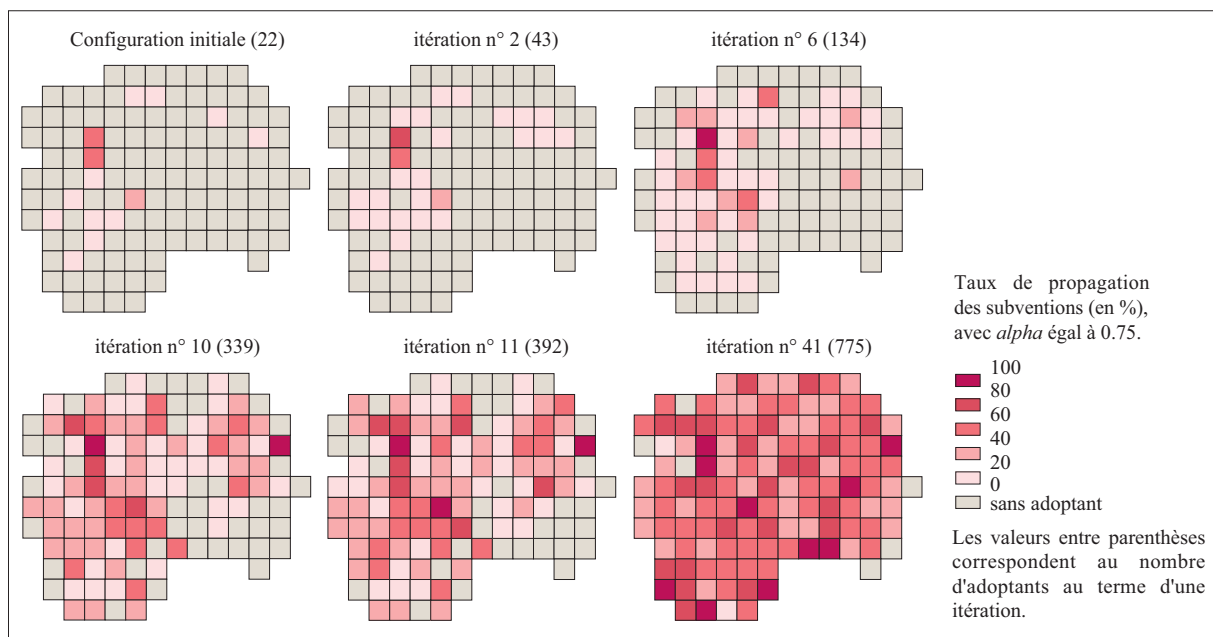 Configuration initiale (22)
itération n° 2 (43)
itération n° 6 (134)
itération n° 10 (339)
itération n° 11 (392)
itération n° 41 (775)
Taux de propagation
des subventions (en %),
avec alpha égal à 0.75.
100
80
60
40
20
0
sans adoptant
Les valeurs entre parenthèses
correspondent au nombre
d'adoptants au terme d'une
itération.